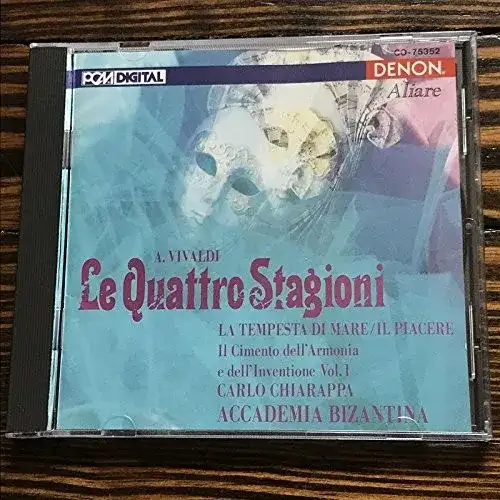 CO-75352
PCM DIGITAL
DENON
Aliare
A. VIVALDI
Le Quattro Stagioni
LA TEMPESTA DI MARE/IL PIACERE
Il Cimento dell'Armonia
e dell'Inventione Vol. 1
CARLO CHIARAPPA
ACCADEMIA BIZANTINA